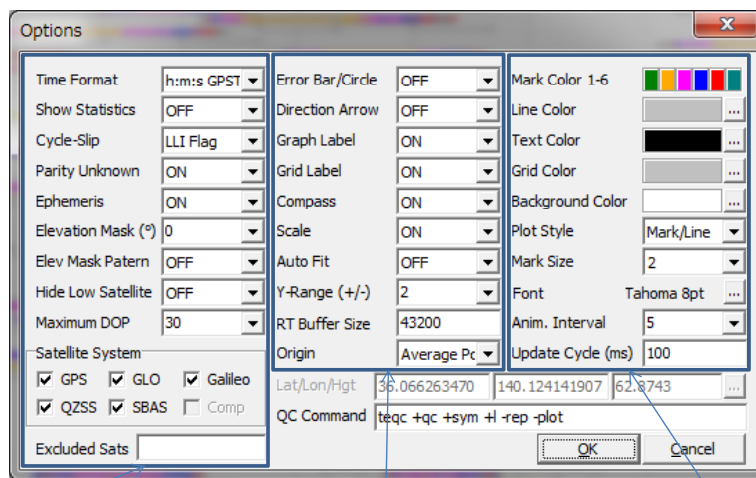 Options
Time Format h:m:s GPST
Show Statistics OFF
Cycle-Slip LLI Flag
Parity Unknown ON
Ephemeris ON
Elevation Mask (°) 0
Elev Mask Patern OFF
Hide Low Satellite OFF
Maximum DOP 30
Satellite System
GPS GLO Galileo
QZSS SBAS Comp
Excluded Sats
Error Bar/Circle OFF
Direction Arrow OFF
Graph Label ON
Grid Label ON
Compass ON
Scale ON
Auto Fit OFF
Y-Range (+/-) 2
RT Buffer Size 43200
Origin Average Pc
Mark Color 1-6
Line Color ...
Text Color ...
Grid Color ...
Background Color ...
Plot Style Mark/Line
Mark Size 2
Font Tahoma 8pt ...
Anim. Interval 5
Update Cycle (ms) 100
Lat/Lon/Hgt 36.066263470 140.124141907 62.8743 ...
QC Command teqc +qc +sym +l -rep -plot
OK Cancel